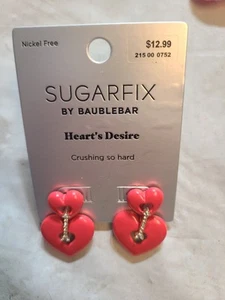 Nickel Free
$12.99
215 00 0752
SUGARFIX
BY BAUBLEBAR
Heart's Desire
Crushing so hard